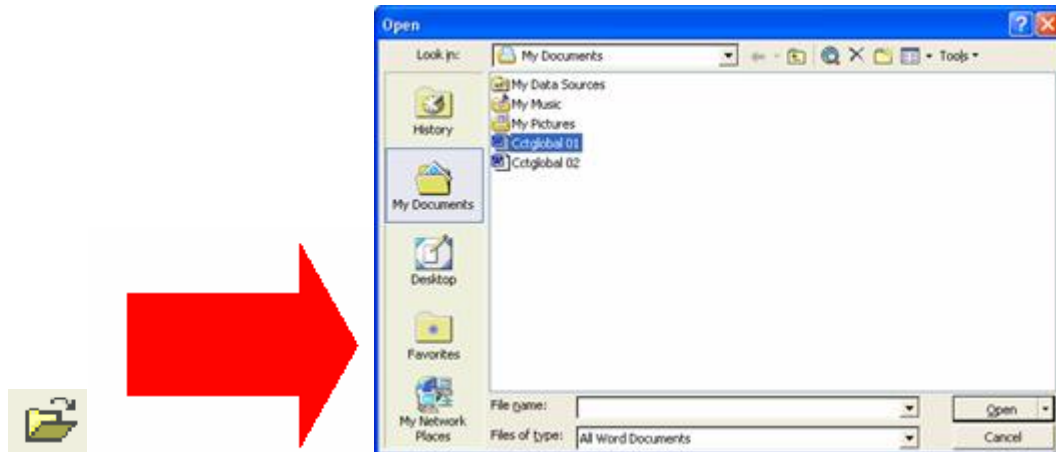 Open
Look in:
My Documents
Tools
My Data Sources
My Music
My Pictures
Cctglobal 01
Cctglobal 02
History
My Documents
Desktop
Favorites
My Network
Places
File name:
Open
Files of type:
All Word Documents
Cancel